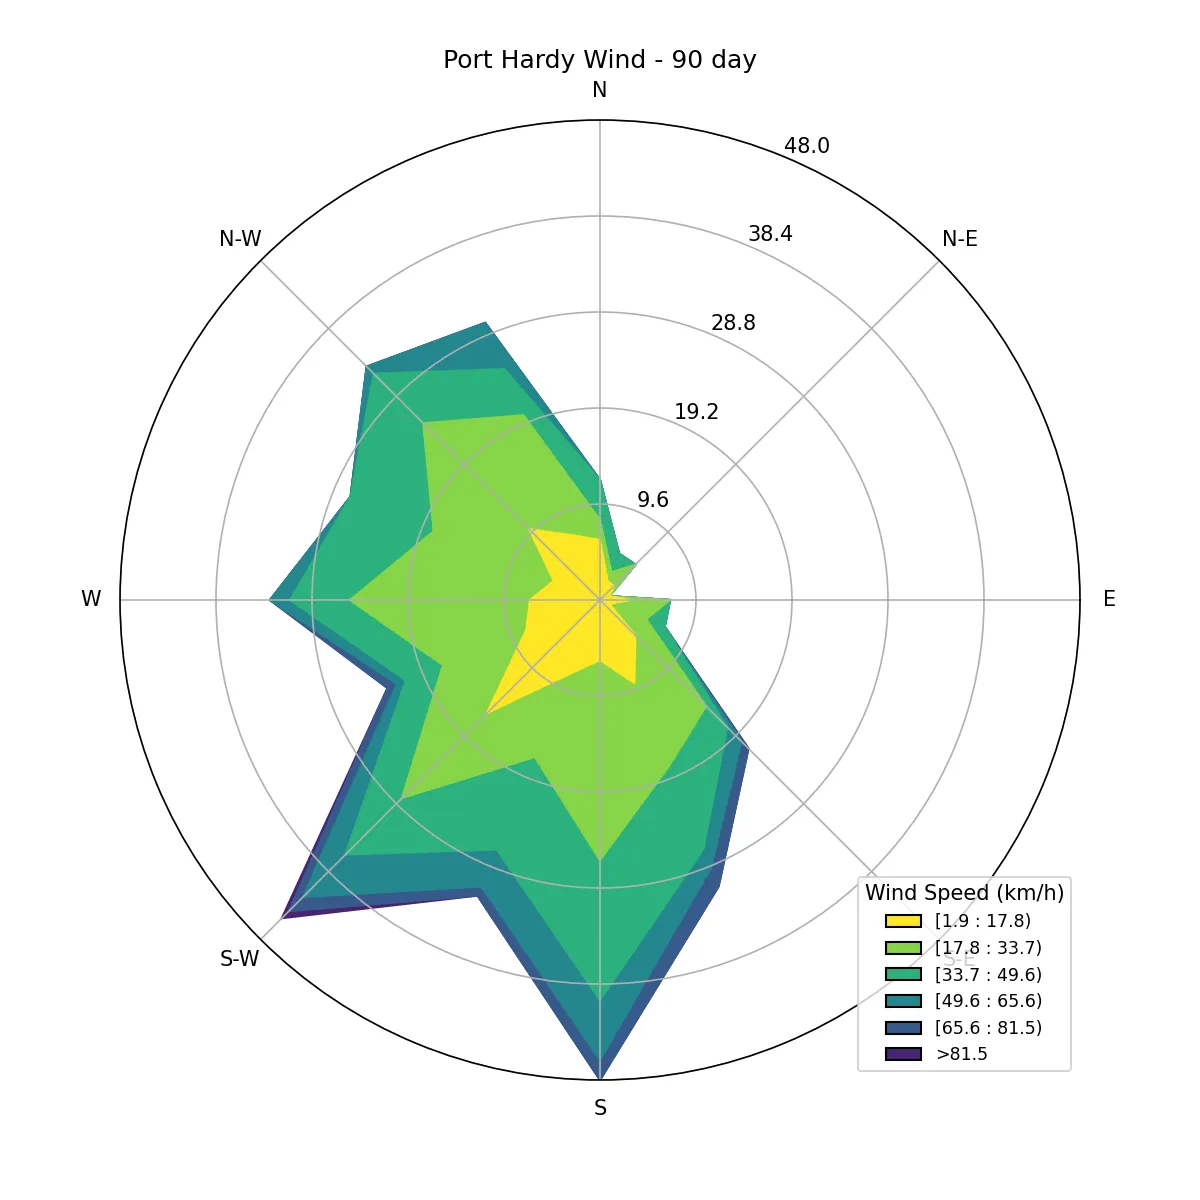 Port Hardy Wind - 90 day
N
48.0
N-W
38.4
N-E
28.8
19.2
9.6
W
E
Wind Speed (km/h)
[1.9 : 17.8)
[17.8 : 33.7)
S-W
S-E
[33.7 : 49.6)
[49.6 : 65.6)
[65.6 : 81.5)
>81.5
S